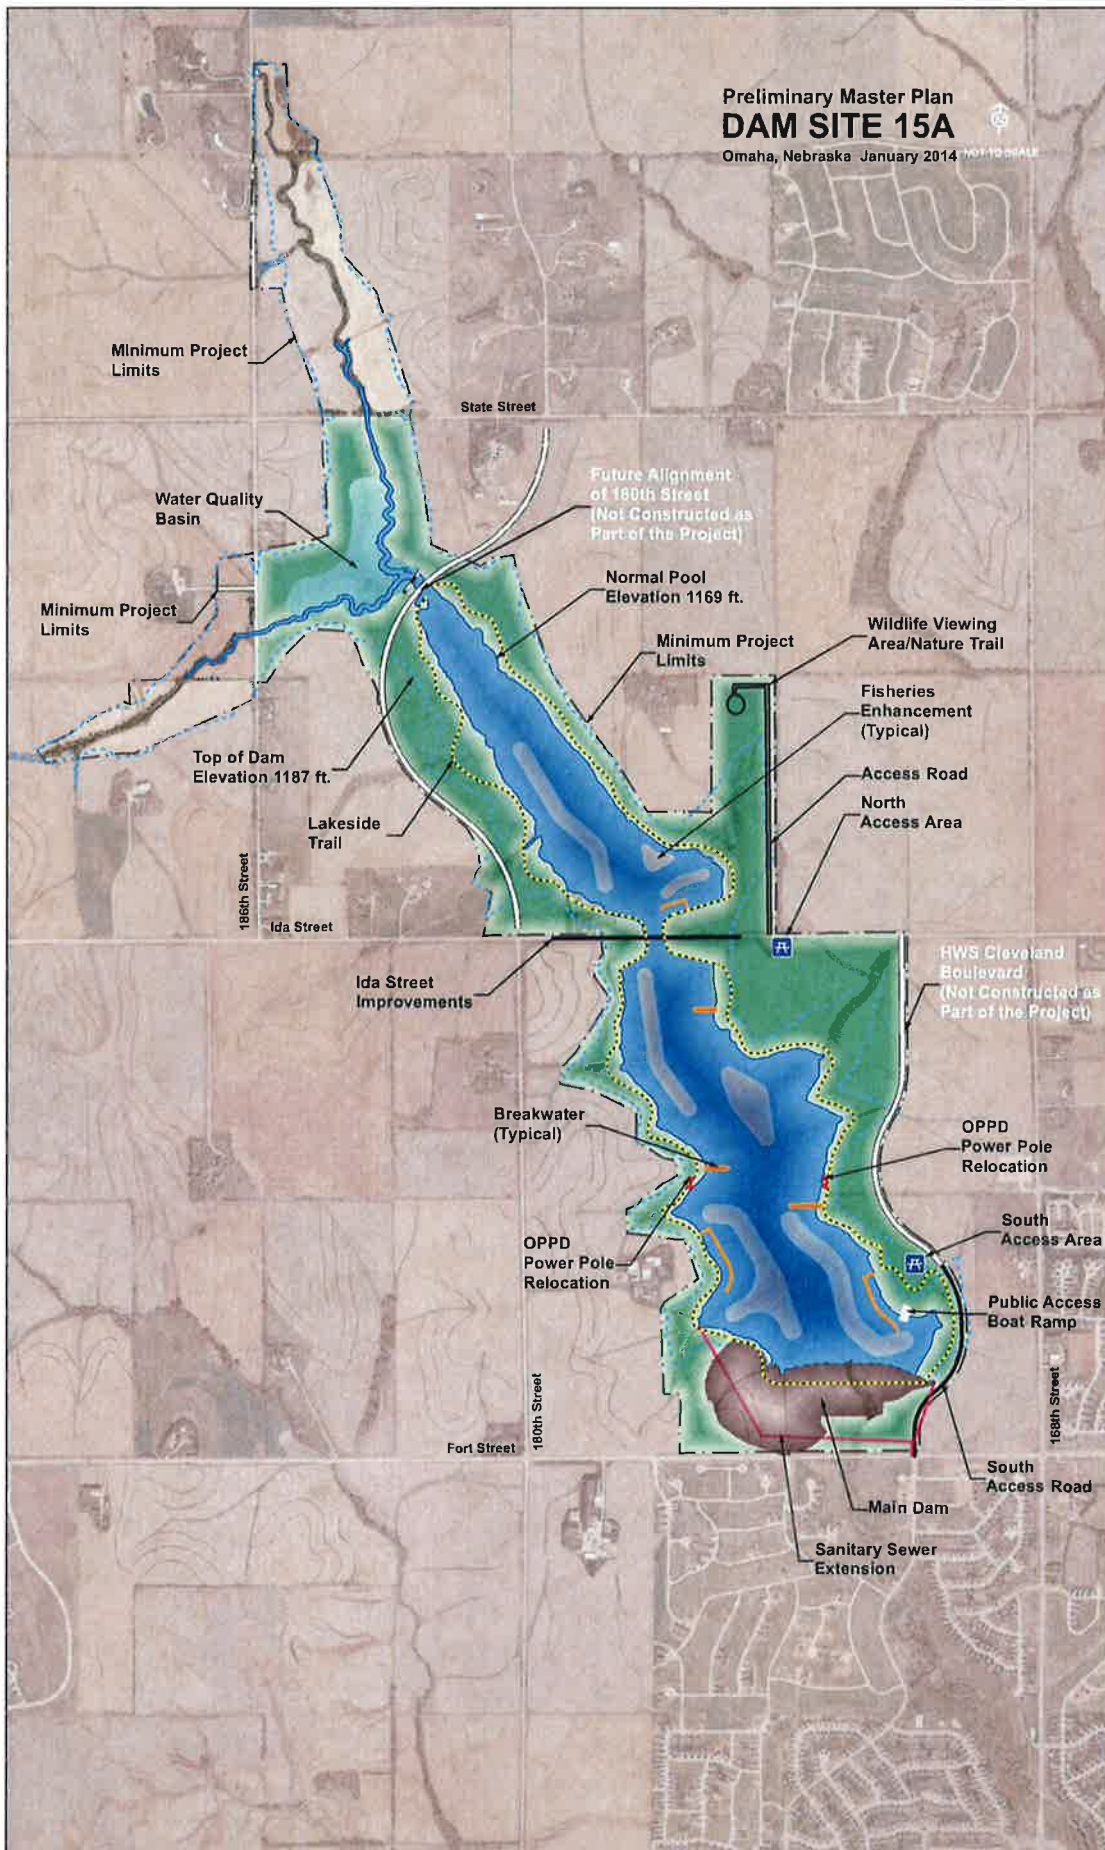 Preliminary Master Plan
DAM SITE 15A
Omaha, Nebraska January 2014
NOT TO SCALE
Minimum Project
Limits
State Street
Future Alignment
of 180th Street
(Not Constructed as
Part of the Project)
Water Quality
Basin
Normal Pool
Elevation 1169 ft.
Minimum Project
Limits
Wildlife Viewing
Area/Nature Trail
Minimum Project
Limits
Fisheries
Enhancement
(Typical)
Top of Dam
Elevation 1187 ft.
Access Road
North
Access Area
Lakeside
Trail
186th Street
Ida Street
HWS Cleveland
Boulevard
(Not Constructed as
Part of the Project)
Ida Street
Improvements
Breakwater
(Typical)
OPPD
Power Pole
Relocation
South
Access Area
OPPD
Power Pole
Relocation
Public Access
Boat Ramp
180th Street
168th Street
Fort Street
South
Access Road
Main Dam
Sanitary Sewer
Extension